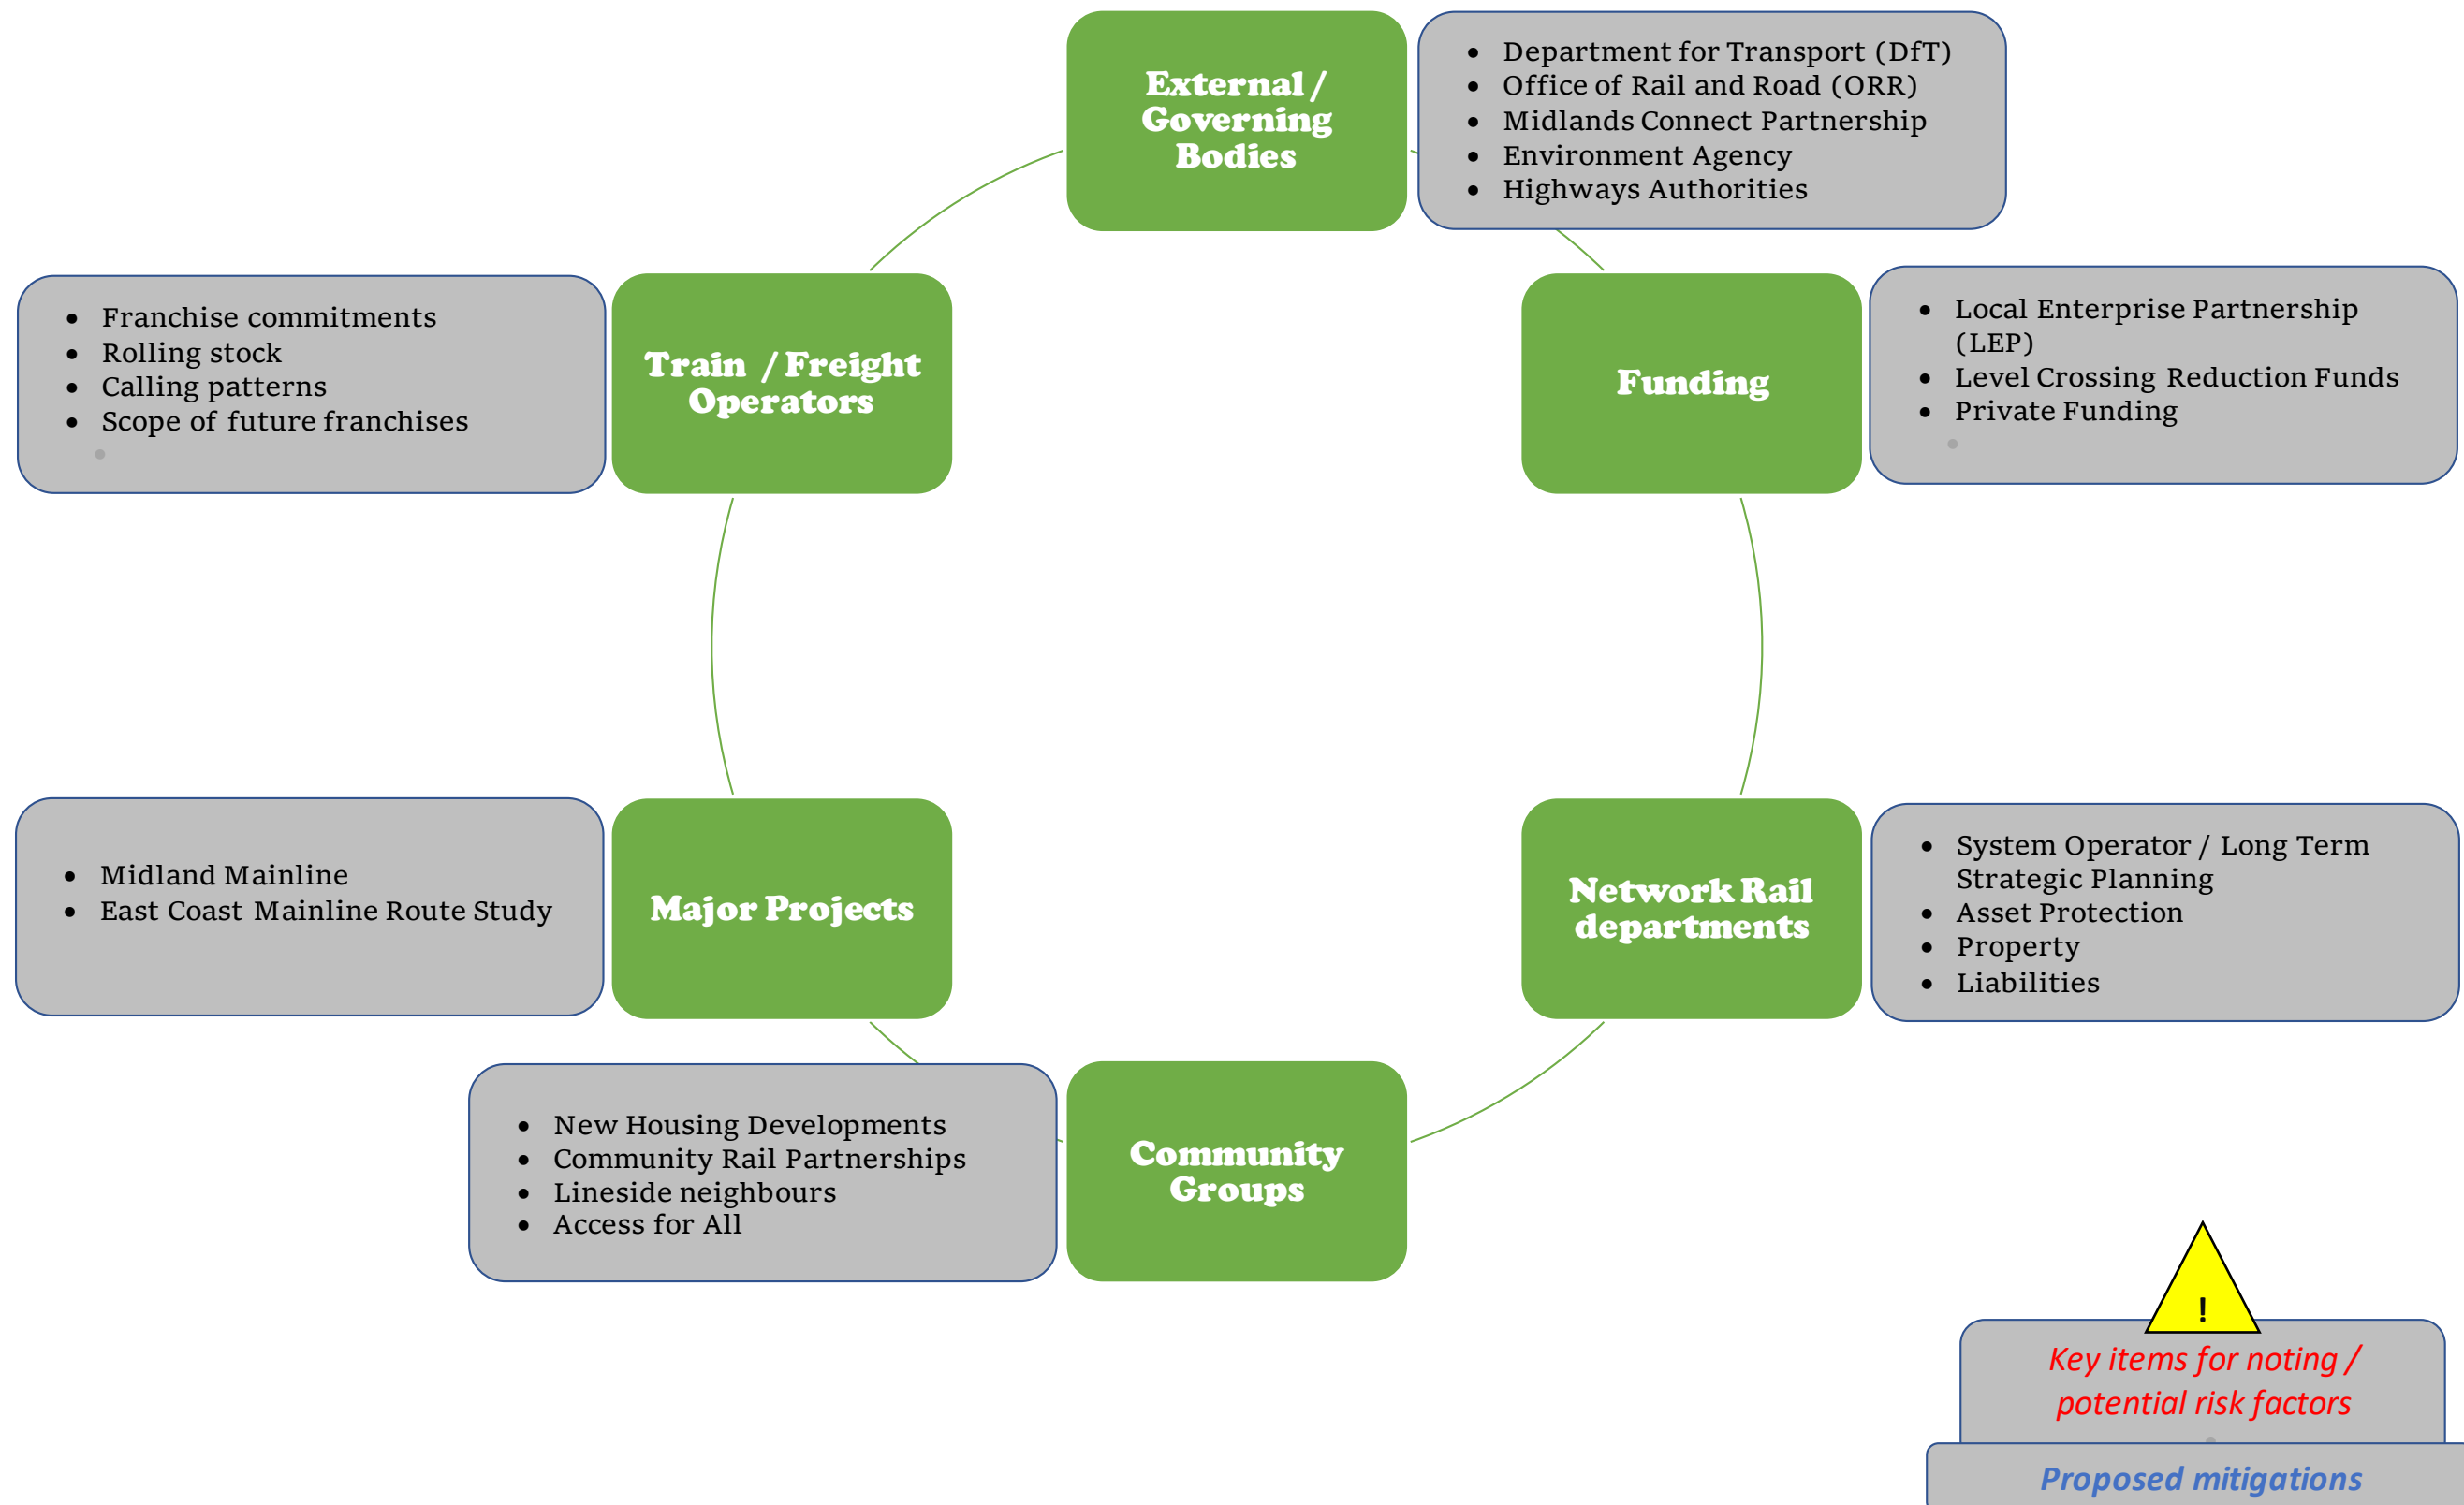 External /
Governing
Bodies
• Department for Transport (DfT)
• Office of Rail and Road (ORR)
• Midlands Connect Partnership
• Environment Agency
• Highways Authorities
• Franchise commitments
• Rolling stock
• Calling patterns
• Scope of future franchises
Train / Freight
Operators
Funding
• Local Enterprise Partnership
(LEP)
• Level Crossing Reduction Funds
• Private Funding
• Midland Mainline
• East Coast Mainline Route Study
Major Projects
Network Rail
departments
• System Operator / Long Term
Strategic Planning
• Asset Protection
• Property
• Liabilities
• New Housing Developments
• Community Rail Partnerships
• Lineside neighbours
• Access for All
Community
Groups
!
Key items for noting /
potential risk factors
Proposed mitigations